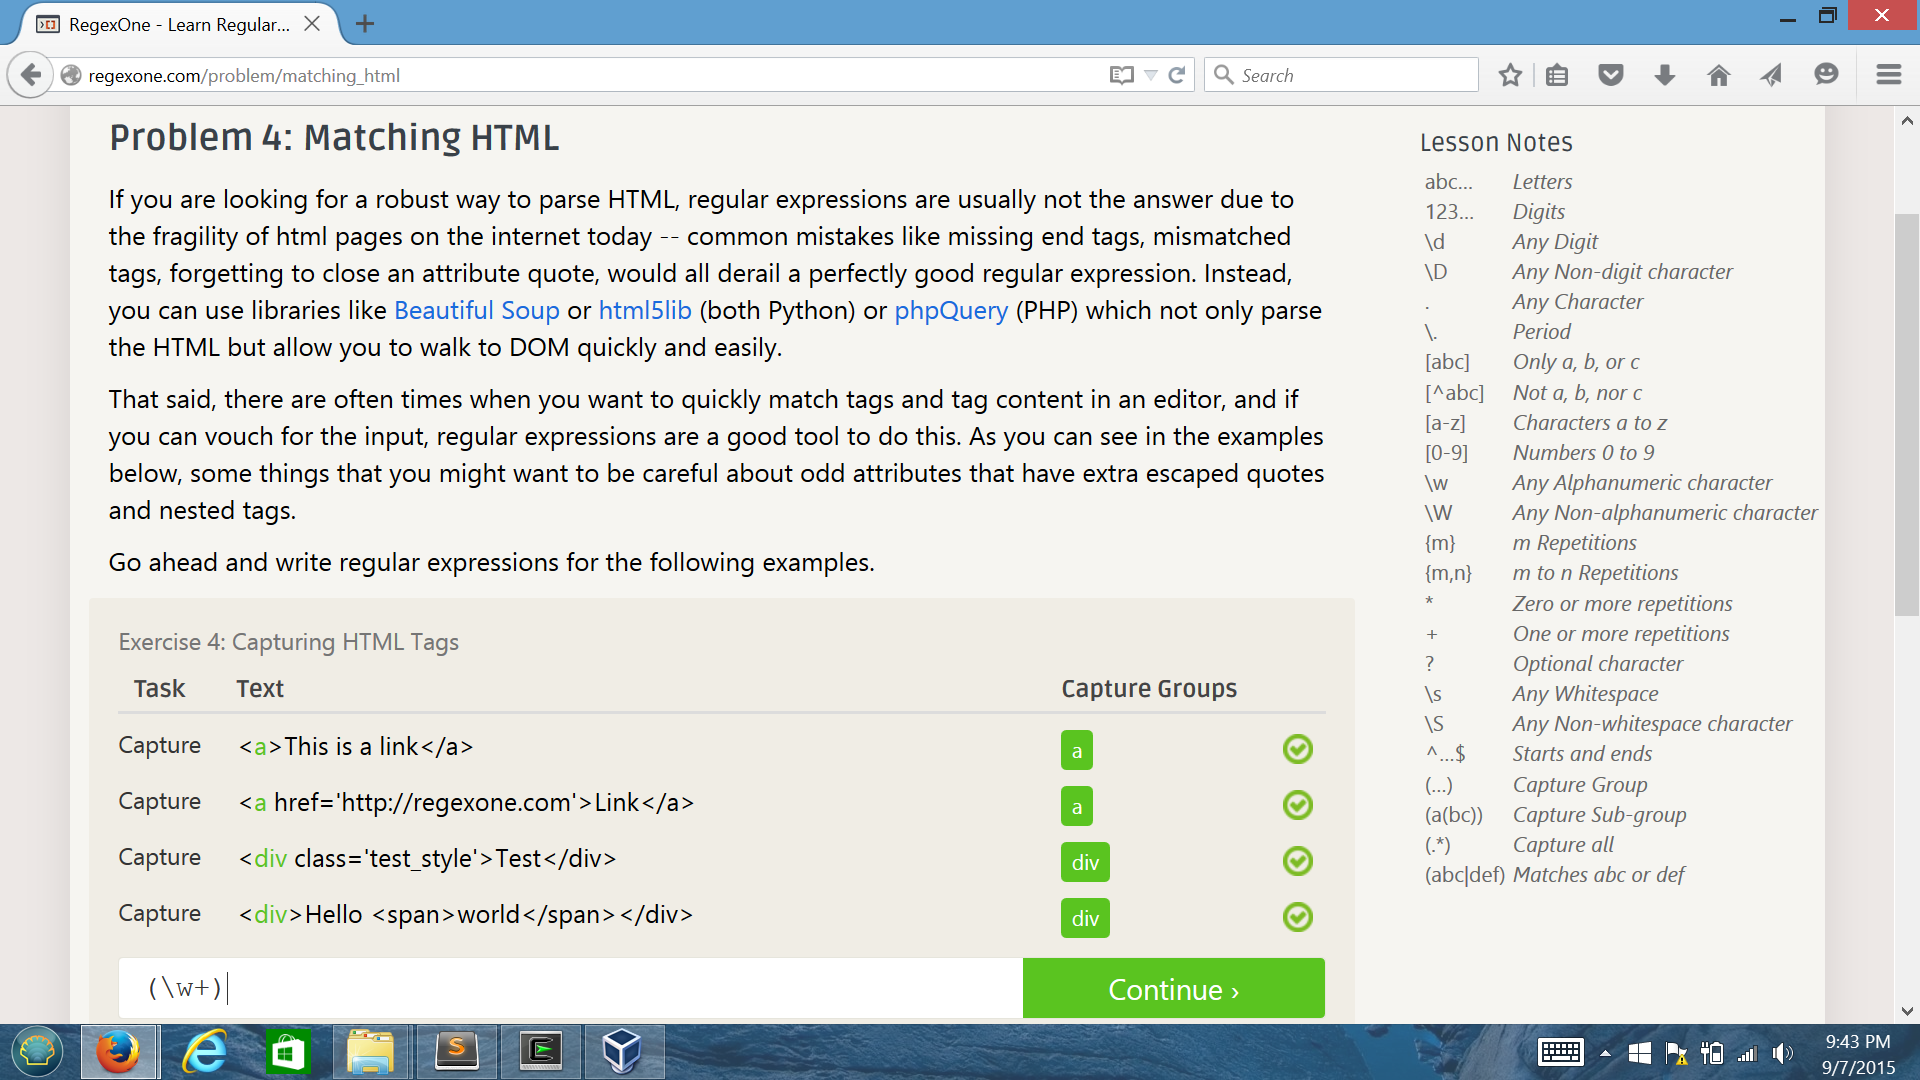 RegexOne - Learn Regular...
regexone.com/problem/matching_html
Search
Problem 4: Matching HTML
If you are looking for a robust way to parse HTML, regular expressions are usually not the answer due to
the fragility of html pages on the internet today -- common mistakes like missing end tags, mismatched
tags, forgetting to close an attribute quote, would all derail a perfectly good regular expression. Instead,
you can use libraries like Beautiful Soup or html5lib (both Python) or phpQuery (PHP) which not only parse
the HTML but allow you to walk to DOM quickly and easily.
That said, there are often times when you want to quickly match tags and tag content in an editor, and if
you can vouch for the input, regular expressions are a good tool to do this. As you can see in the examples
below, some things that you might want to be careful about odd attributes that have extra escaped quotes
and nested tags.
Go ahead and write regular expressions for the following examples.
Exercise 4: Capturing HTML Tags
Task Text Capture Groups
Capture <a>This is a link</a> a
Capture <a href='http://regexone.com'>Link</a> a
Capture <div class='test_style'>Test</div> div
Capture <div>Hello <span>world</span></div> div
(\w+) Continue ›
Lesson Notes
abc... Letters
123... Digits
\d Any Digit
\D Any Non-digit character
. Any Character
\. Period
[abc] Only a, b, or c
[^abc] Not a, b, nor c
[a-z] Characters a to z
[0-9] Numbers 0 to 9
\w Any Alphanumeric character
\W Any Non-alphanumeric character
{m} m Repetitions
{m,n} m to n Repetitions
* Zero or more repetitions
+ One or more repetitions
? Optional character
\s Any Whitespace
\S Any Non-whitespace character
^...$ Starts and ends
(...) Capture Group
(a(bc)) Capture Sub-group
(.*) Capture all
(abc|def) Matches abc or def
9:43 PM
9/7/2015